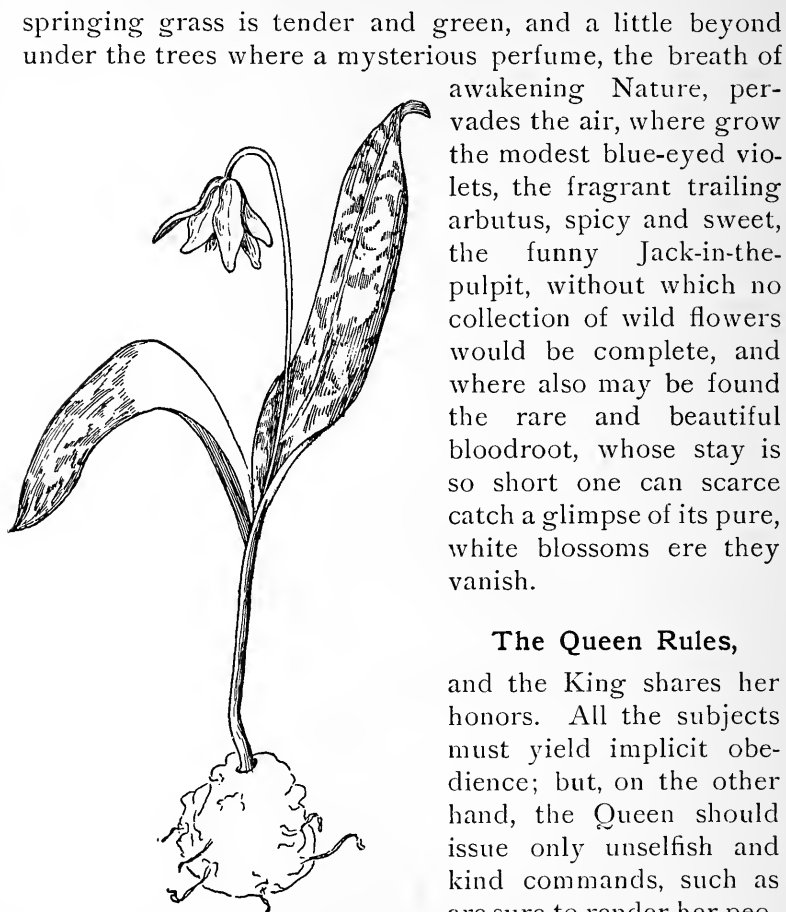 springing grass is tender and green, and a little beyond
under the trees where a mysterious perfume, the breath of
awakening Nature, per-
vades the air, where grow
the modest blue-eyed vio-
lets, the fragrant trailing
arbutus, spicy and sweet,
the funny Jack-in-the-
pulpit, without which no
collection of wild flowers
would be complete, and
where also may be found
the rare and beautiful
bloodroot, whose stay is
so short one can scarce
catch a glimpse of its pure,
white blossoms ere they
vanish.
The Queen Rules,
and the King shares her
honors. All the subjects
must yield implicit obe-
dience; but, on the other
hand, the Queen should
issue only unselfish and
kind commands, such as
are sure to render her peo-